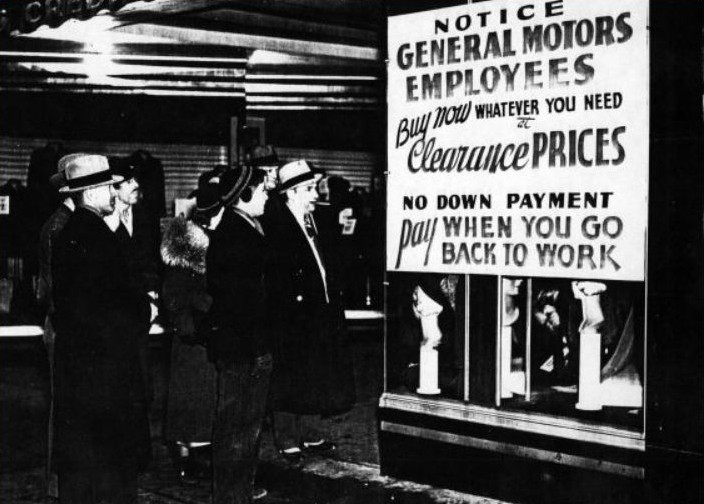 NOTICE
GENERAL MOTORS
EMPLOYEES
Buy now WHATEVER YOU NEED
at
Clearance PRICES
NO DOWN PAYMENT
pay WHEN YOU GO
BACK TO WORK